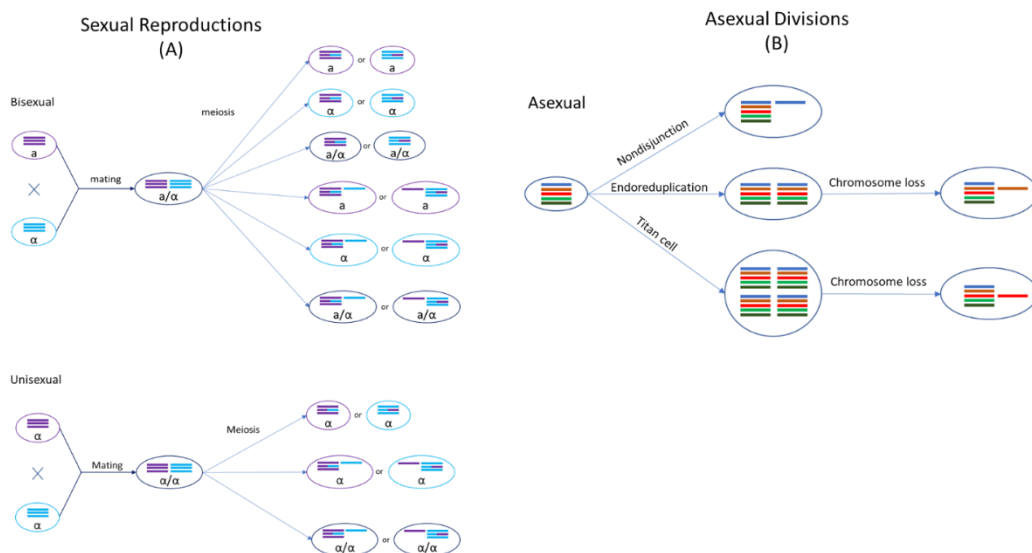 Sexual Reproductions
(A)
Bisexual
a
α
mating
a/α
meiosis
a or a
α or α
a/α or a/α
a or a
α or α
a/α or a/α
Unisexual
α
α
Mating
α/α
Meiosis
α or α
α or α
α/α or α/α
Asexual Divisions
(B)
Asexual
Nondisjunction
Endoreduplication
Chromosome loss
Titan cell
Chromosome loss